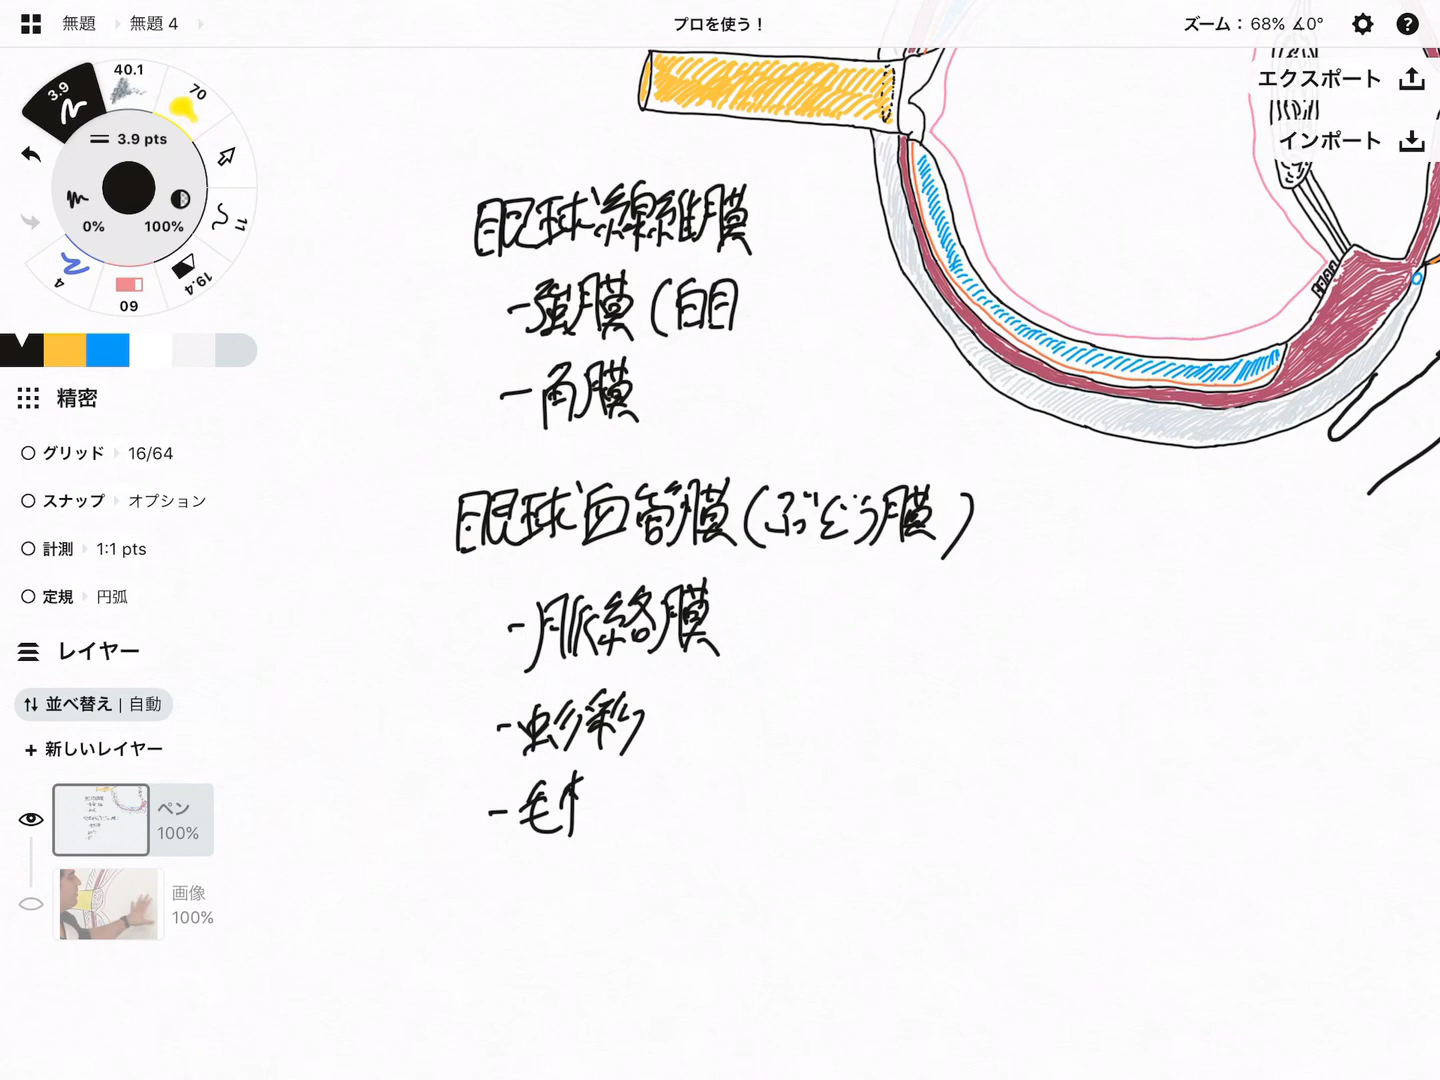 無題 無題 4
プロを使う！
ズーム： 68% ∡0°
エクスポート
インポート
3.9
40.1
70
3.9 pts
0%
100%
11
19.4
60
4
精密
グリッド 16/64
スナップ オプション
計測 1:1 pts
定規 円弧
レイヤー
並べ替え | 自動
+ 新しいレイヤー
ペン
100%
画像
100%
眼球線維膜
-強膜 (白目
-角膜
眼球血管膜 (ぶどう膜)
-脈絡膜
-虹彩
-毛